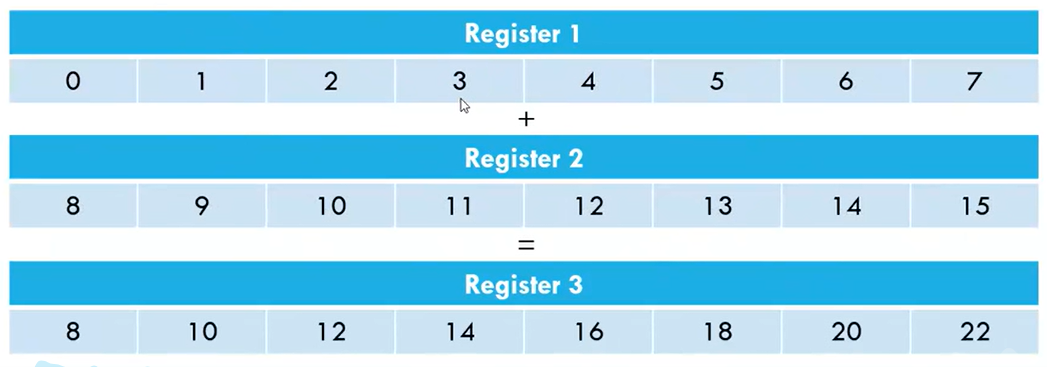 Register 1
0 1 2 3 4 5 6 7
+
Register 2
8 9 10 11 12 13 14 15
=
Register 3
8 10 12 14 16 18 20 22